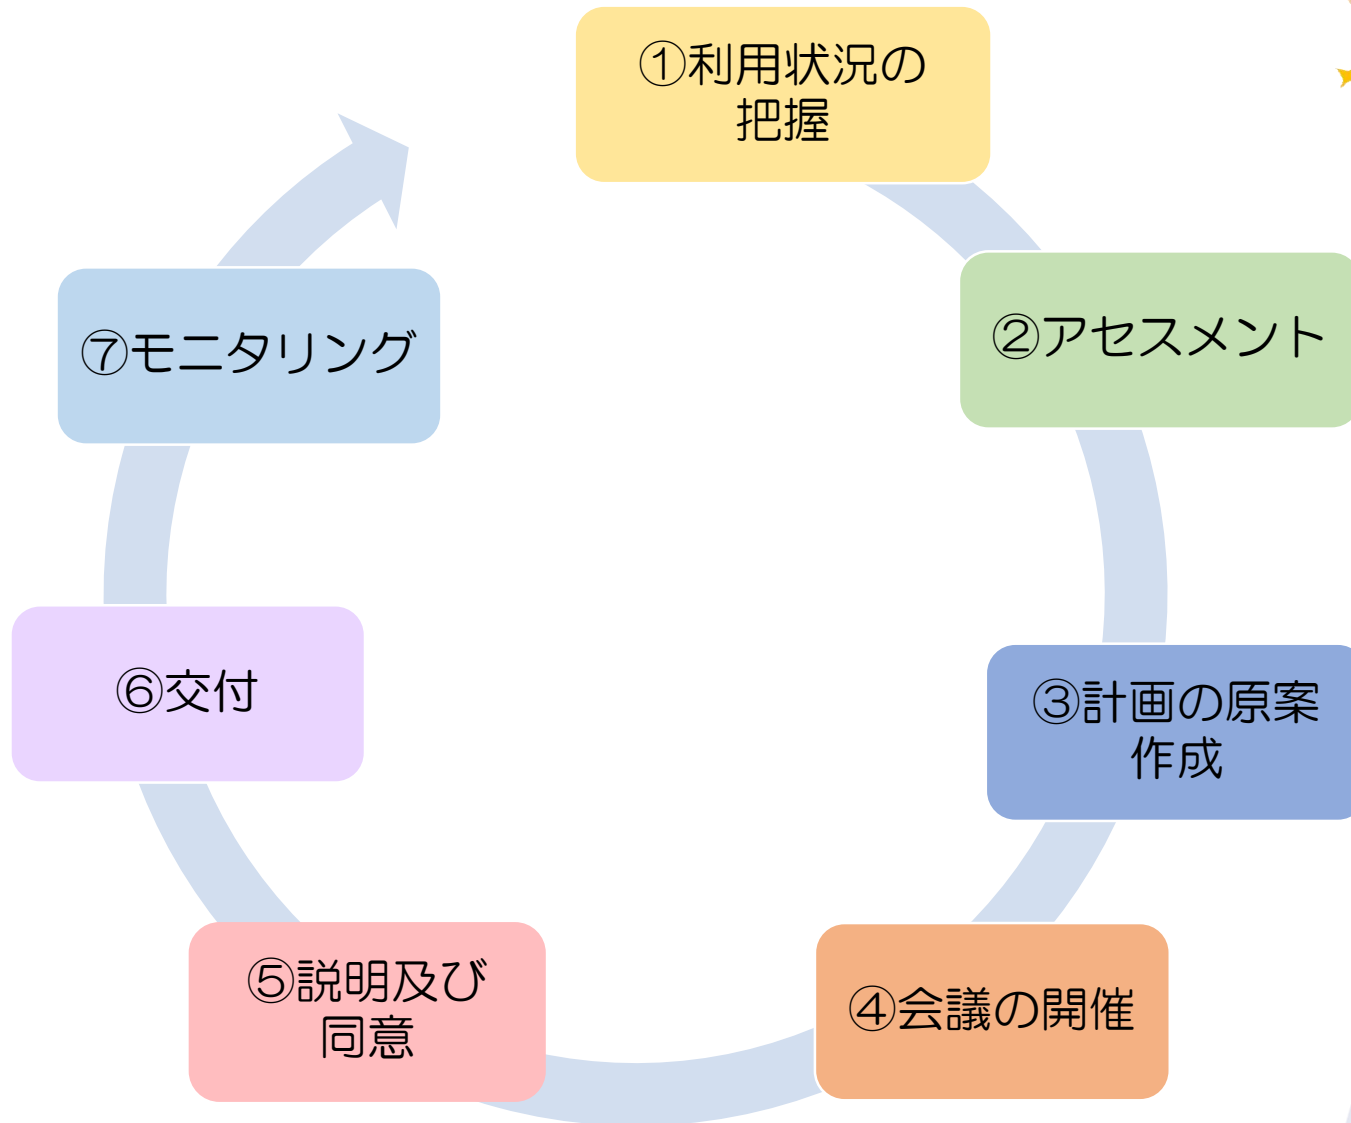 ①利用状況の
把握
②アセスメント
③計画の原案
作成
④会議の開催
⑤説明及び
同意
⑥交付
⑦モニタリング